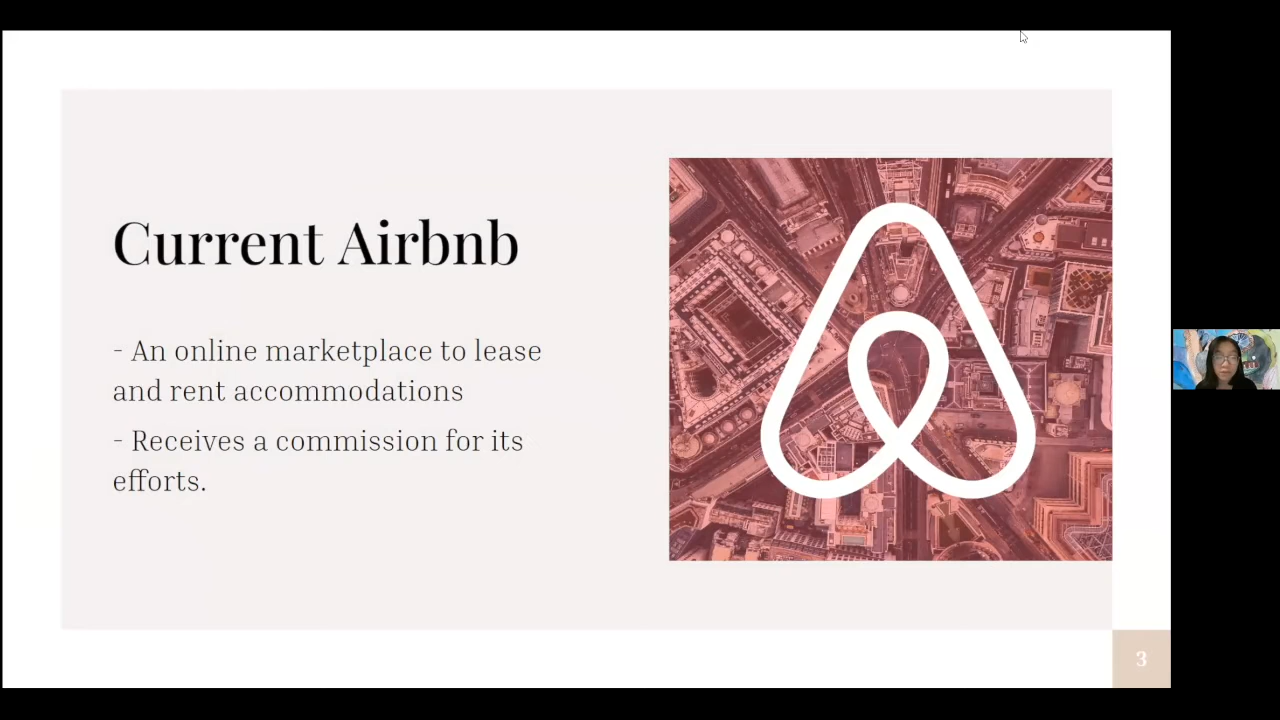 Current Airbnb
- An online marketplace to lease
and rent accommodations
- Receives a commission for its
efforts.
3